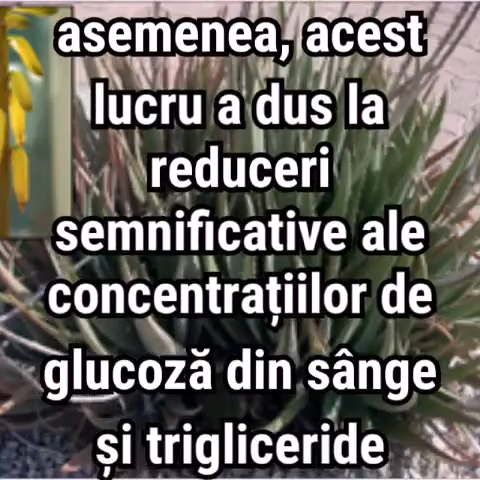 asemenea, acest
lucru a dus la
reduceri
semnificative ale
concentrațiilor de
glucoză din sânge
și trigliceride